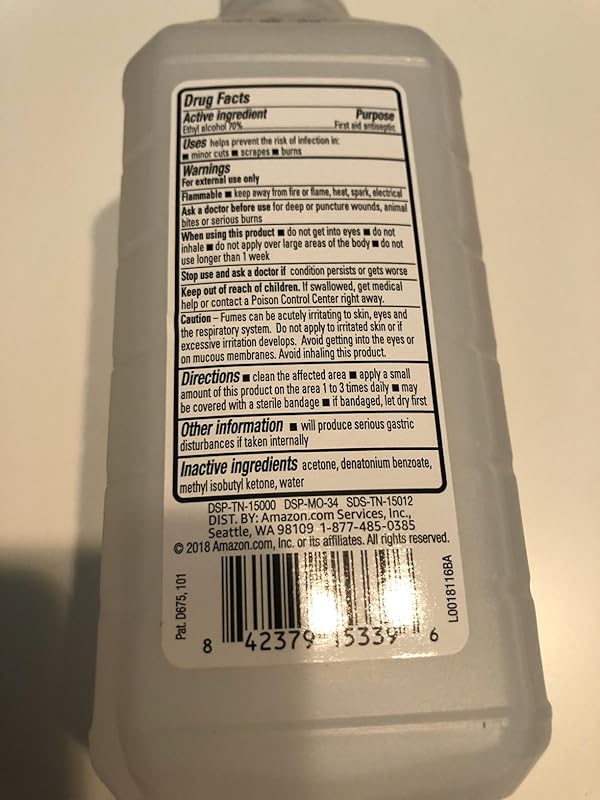 Drug Facts
Active ingredient Purpose
Ethyl alcohol 70% First aid antiseptic
Uses helps prevent the risk of infection in:
■ minor cuts ■ scrapes ■ burns
Warnings
For external use only
Flammable ■ keep away from fire or flame, heat, spark, electrical
Ask a doctor before use for deep or puncture wounds, animal
bites or serious burns
When using this product ■ do not get into eyes ■ do not
inhale ■ do not apply over large areas of the body ■ do not
use longer than 1 week
Stop use and ask a doctor if condition persists or gets worse
Keep out of reach of children. If swallowed, get medical
help or contact a Poison Control Center right away.
Caution – Fumes can be acutely irritating to skin, eyes and
the respiratory system. Do not apply to irritated skin or if
excessive irritation develops. Avoid getting into the eyes or
on mucous membranes. Avoid inhaling this product.
Directions ■ clean the affected area ■ apply a small
amount of this product on the area 1 to 3 times daily ■ may
be covered with a sterile bandage ■ if bandaged, let dry first
Other information ■ will produce serious gastric
disturbances if taken internally
Inactive ingredients acetone, denatonium benzoate,
methyl isobutyl ketone, water
DSP-TN-15000 DSP-MO-34 SDS-TN-15012
DIST. BY: Amazon.com Services, Inc.,
Seattle, WA 98109 1-877-485-0385
© 2018 Amazon.com, Inc. or its affiliates. All rights reserved.
Pat. D675,101
L0018116BA
8 42379 15339 6